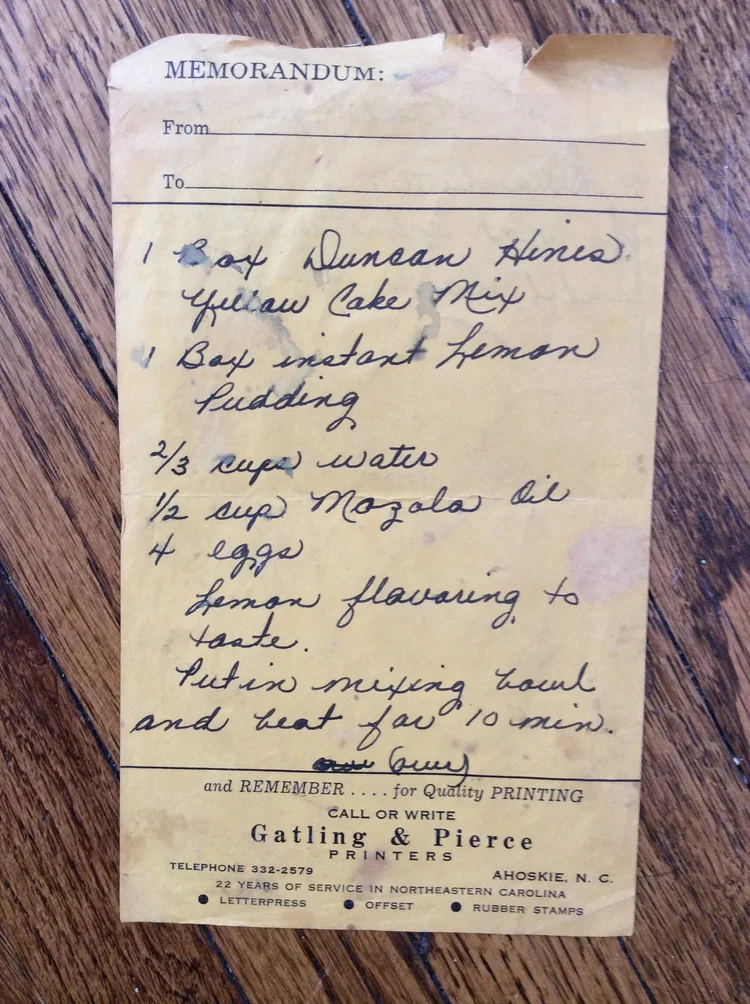 MEMORANDUM:
From
To
1 Box Duncan Hines
Yellow Cake Mix
1 Box instant Lemon
Pudding
2/3 cups water
1/2 cup Mazola Oil
4 eggs
Lemon flavoring to
taste.
Put in mixing bowl
and beat for 10 min.
(over)
and REMEMBER .... for Quality PRINTING
CALL OR WRITE
Gatling & Pierce
PRINTERS
TELEPHONE 332-2579 AHOSKIE, N. C.
22 YEARS OF SERVICE IN NORTHEASTERN CAROLINA
● LETTERPRESS ● OFFSET ● RUBBER STAMPS